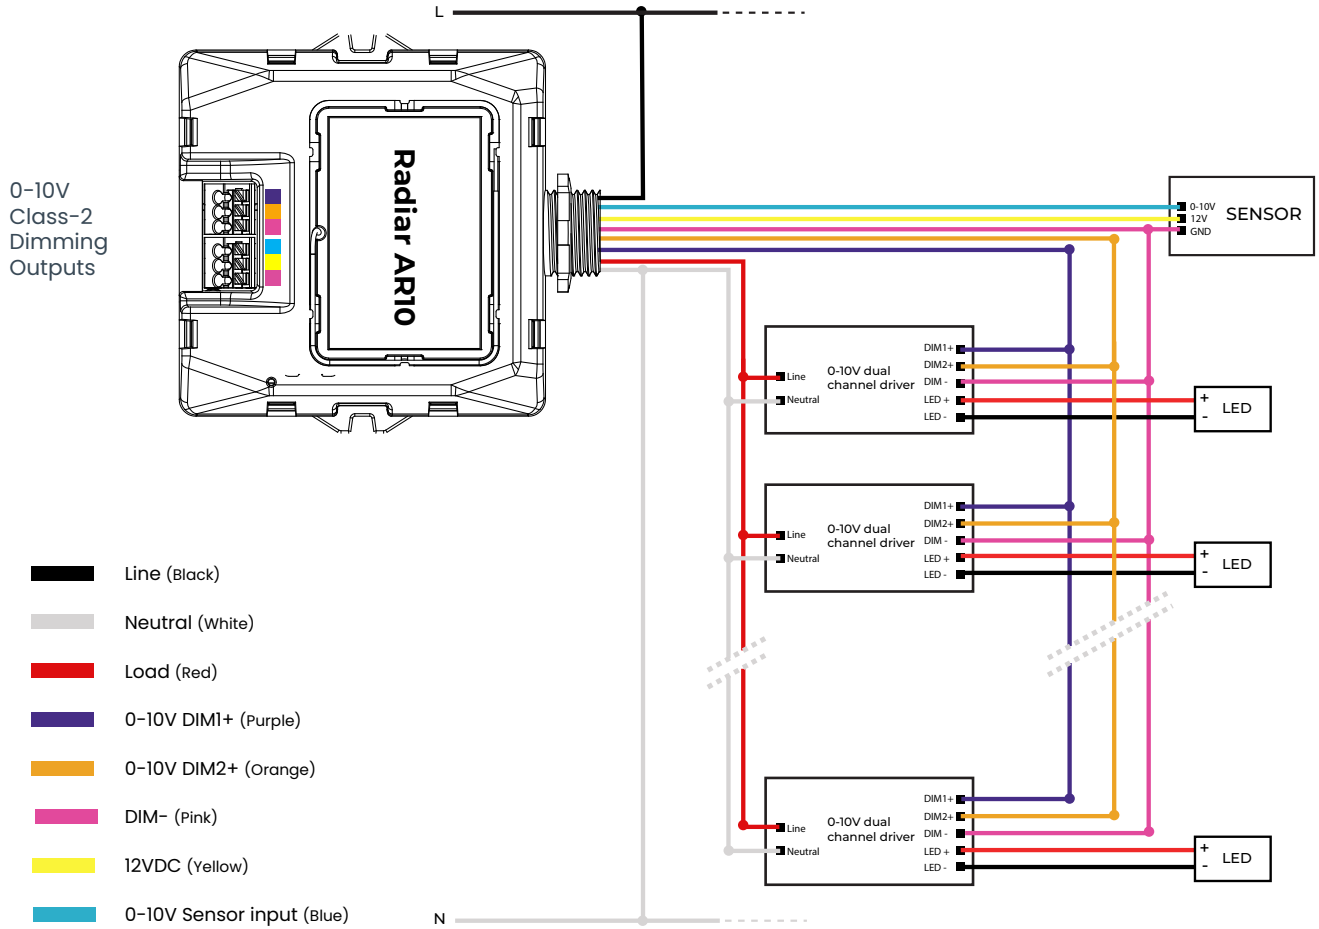 L
0-10V
Class-2
Dimming
Outputs
Radiar AR10
0-10V
12V
GND
SENSOR
Line
Neutral
0-10V dual
channel driver
DIM1+
DIM2+
DIM -
LED +
LED -
+
-
LED
Line
Neutral
0-10V dual
channel driver
DIM1+
DIM2+
DIM -
LED +
LED -
+
-
LED
Line
Neutral
0-10V dual
channel driver
DIM1+
DIM2+
DIM -
LED +
LED -
+
-
LED
Line (Black)
Neutral (White)
Load (Red)
0-10V DIM1+ (Purple)
0-10V DIM2+ (Orange)
DIM- (Pink)
12VDC (Yellow)
0-10V Sensor input (Blue)
N